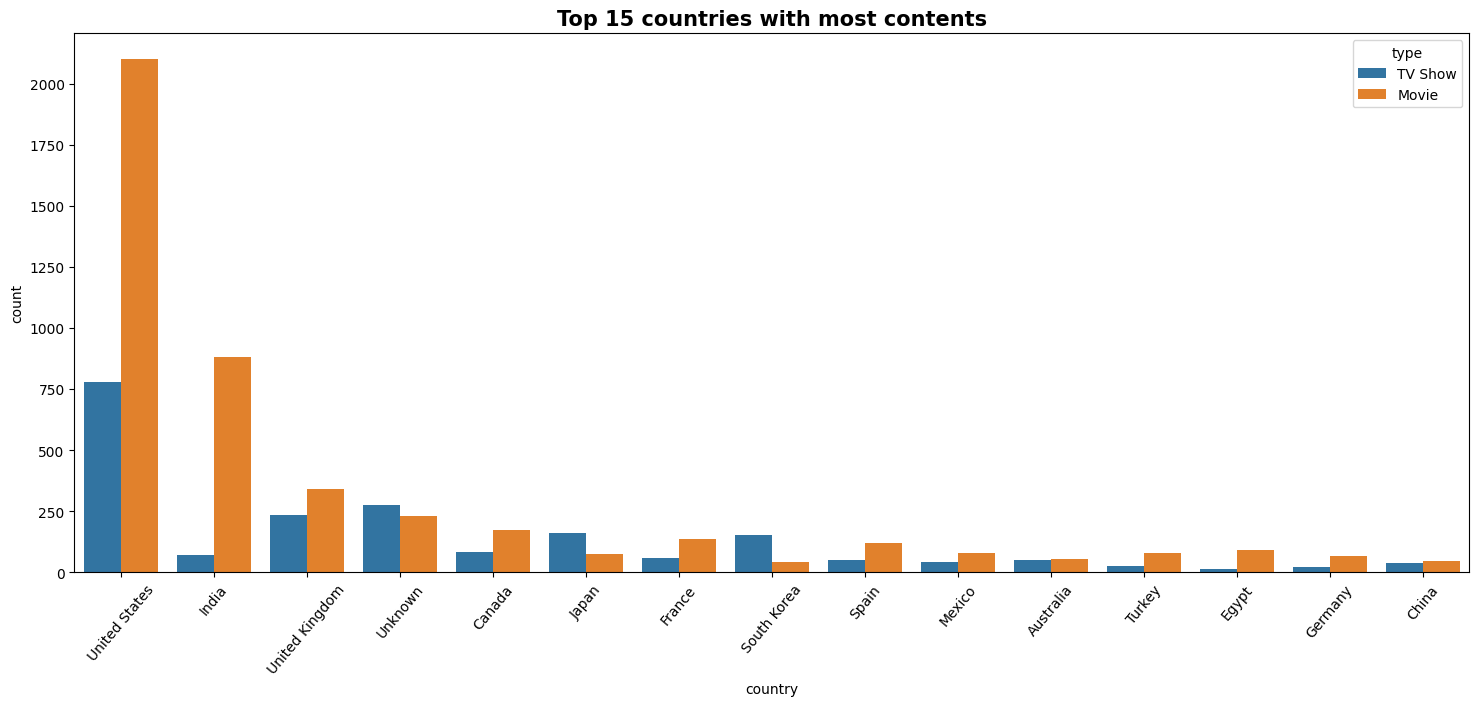 Top 15 countries with most contents
type
TV Show
Movie
count
2000
1750
1500
1250
1000
750
500
250
0
United States
India
United Kingdom
Unknown
Canada
Japan
France
South Korea
Spain
Mexico
Australia
Turkey
Egypt
Germany
China
country